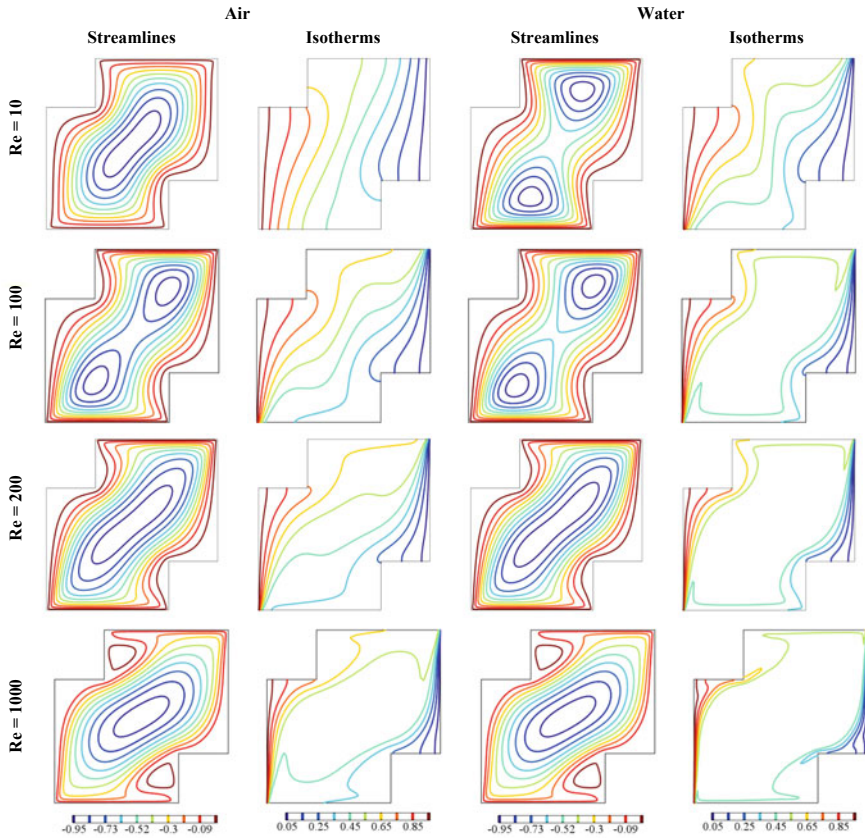 Air
Water
Streamlines
Isotherms
Streamlines
Isotherms
Re = 10
Re = 100
Re = 200
Re = 1000
-0.95 -0.73 -0.52 -0.3 -0.09
0.05 0.25 0.45 0.65 0.85
-0.95 -0.73 -0.52 -0.3 -0.09
0.05 0.25 0.45 0.65 0.85